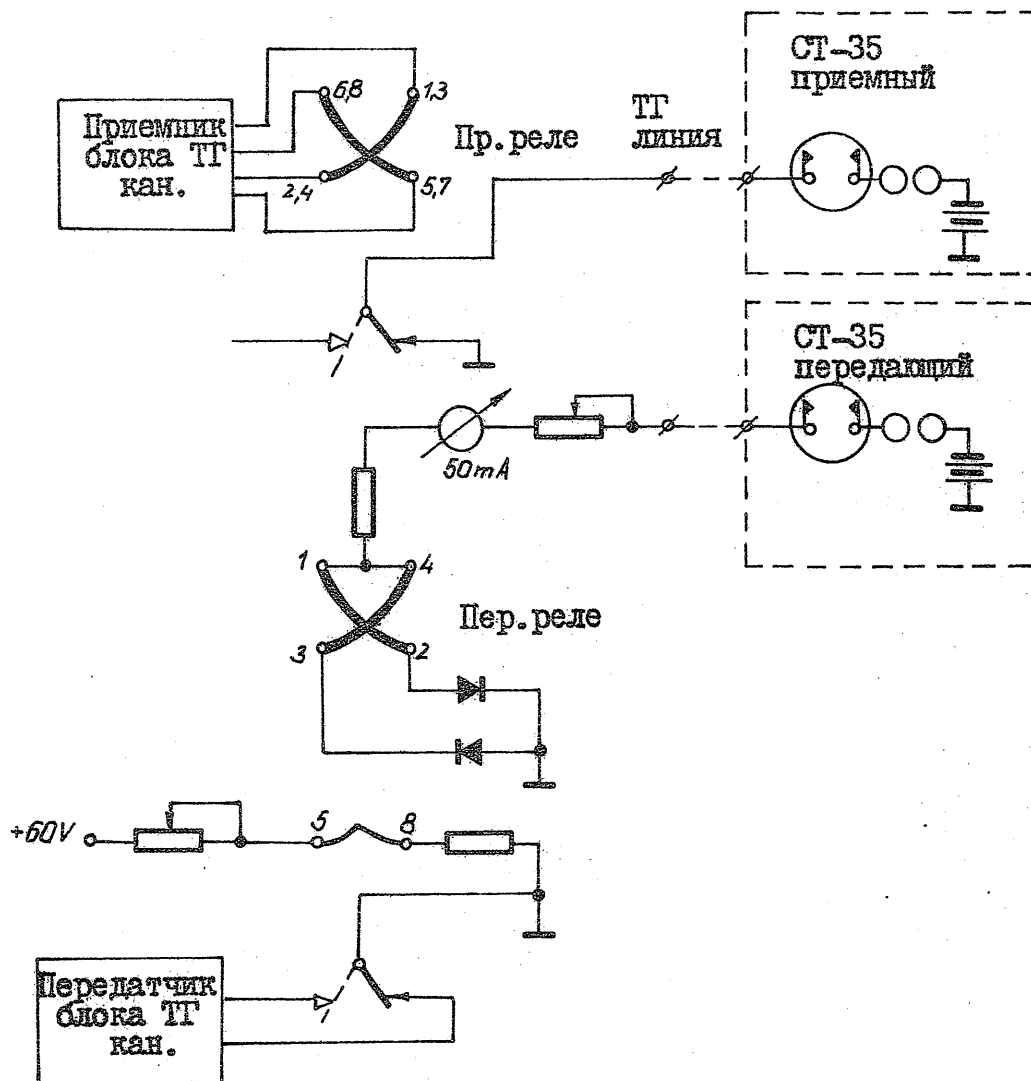 СТ-35
приемный
6,8
1,3
Приемник
блока ТГ
кан.
2,4
5,7
Пр.реле
ТГ
линия
СТ-35
передающий
50mA
1
4
3
2
Пер.реле
+60V
5
8
Передатчик
блока ТГ
кан.